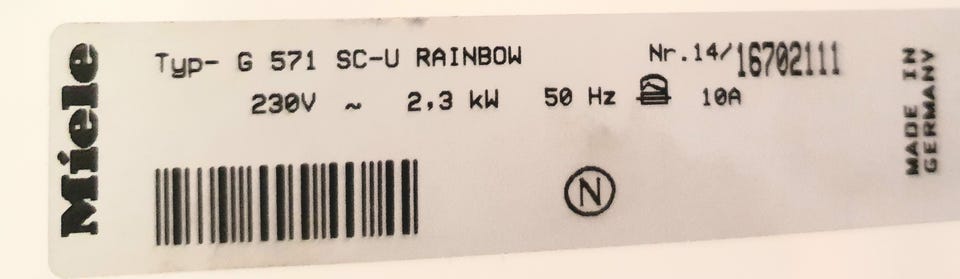 Miele
Typ- G 571 SC-U RAINBOW
Nr.14/16702111
230V ~ 2,3 kW 50 Hz 10A
N
MADE IN
GERMANY